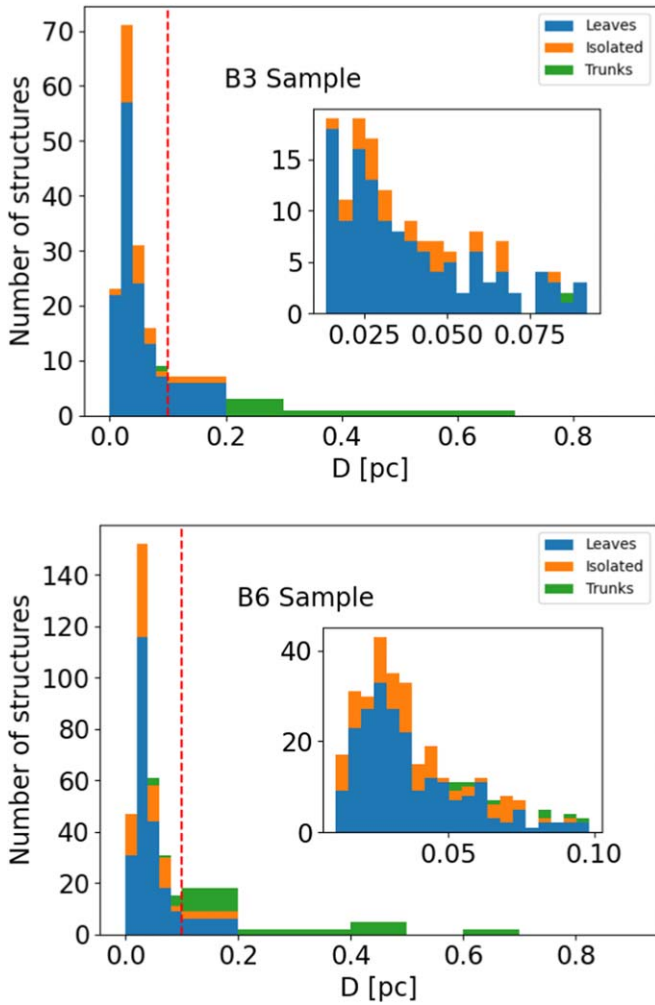 70
60
50
40
30
20
10
0
Number of structures
B3 Sample
Leaves
Isolated
Trunks
15
10
5
0
0.025 0.050 0.075
0.0 0.2 0.4 0.6 0.8
D [pc]
140
120
100
80
60
40
20
0
Number of structures
B6 Sample
Leaves
Isolated
Trunks
40
20
0
0.05 0.10
0.0 0.2 0.4 0.6 0.8
D [pc]